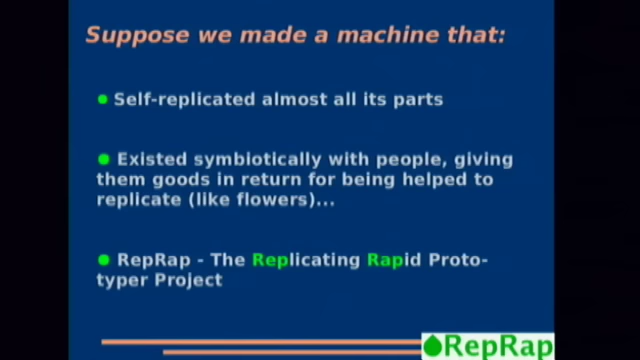 Suppose we made a machine that:
Self-replicated almost all its parts
Existed symbiotically with people, giving
them goods in return for being helped to
replicate (like flowers)...
RepRap - The Replicating Rapid Proto-
typer Project
RepRap